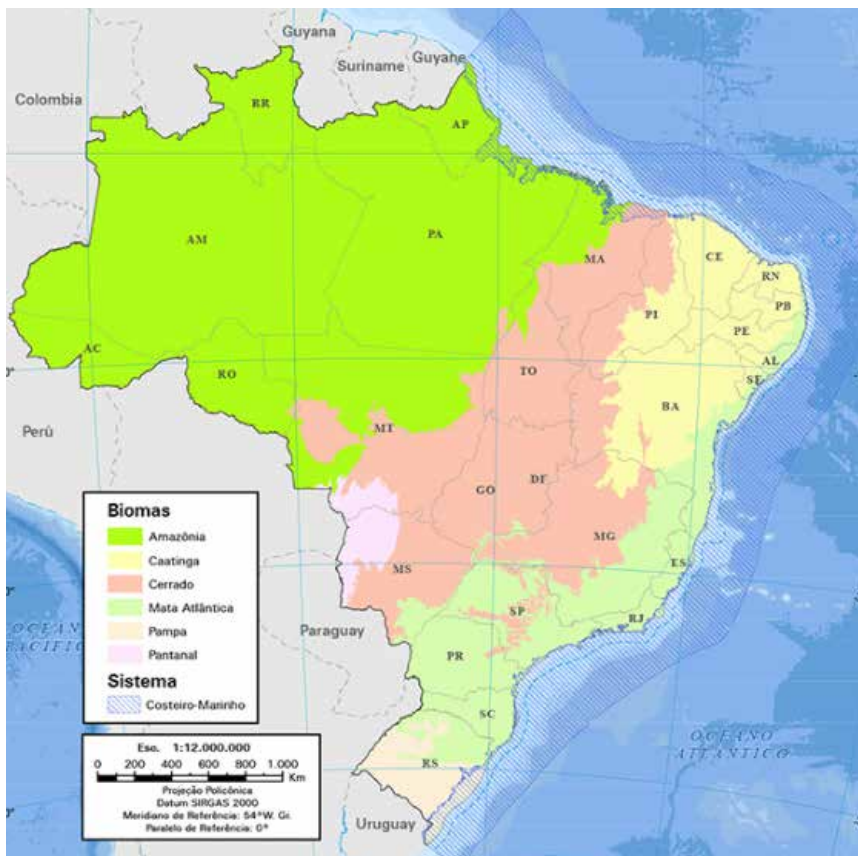 Guyana
Suriname
Guyane
Colombia
RR
AP
AM
PA
MA
CE
RN
PB
PI
PE
AL
SE
AC
RO
TO
BA
Perú
MT
GO
DF
MG
MS
ES
SP
RJ
Paraguay
PR
SC
RS
Uruguay
OCEANO
ATLÂNTICO
OCEANO
PACÍFICO
Biomas
Amazônia
Caatinga
Cerrado
Mata Atlântica
Pampa
Pantanal
Sistema
Costeiro-Marinho
Esc. 1:12.000.000
0 200 400 600 800 1.000
Km
Projeção Policônica
Datum SIRGAS 2000
Meridiano de Referência: 54°W. Gr.
Paralelo de Referência: 0°